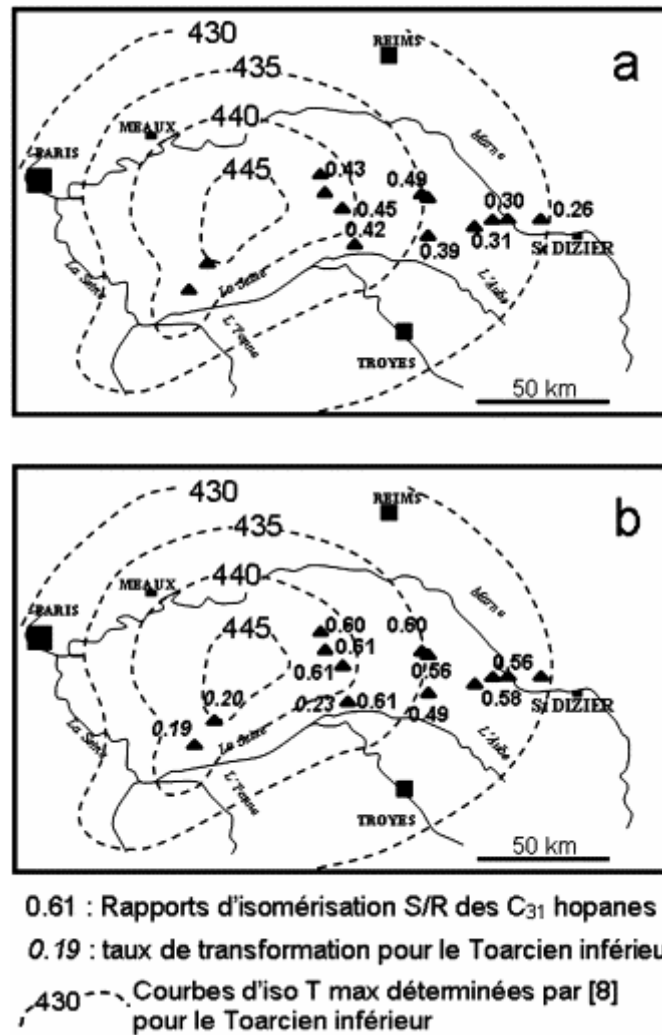 430
REIMS
a
435
MEAUX
440
Marne
PARIS
445
0.43
0.49
0.45
0.30
0.26
0.42
0.39
0.31
St DIZIER
La Seine
La Seine
L'Aube
L'Yonne
TROYES
50 km
430
REIMS
b
435
MEAUX
440
Marne
PARIS
445
0.60
0.60
0.61
0.56
0.56
0.61
0.20
0.23
0.61
0.49
0.58
St DIZIER
0.19
La Seine
La Seine
L'Aube
L'Yonne
TROYES
50 km
0.61 : Rapports d'isomérisation S/R des C31 hopanes
0.19 : taux de transformation pour le Toarcien inférieu
430 Courbes d'iso T max déterminées par [8]
pour le Toarcien inférieur